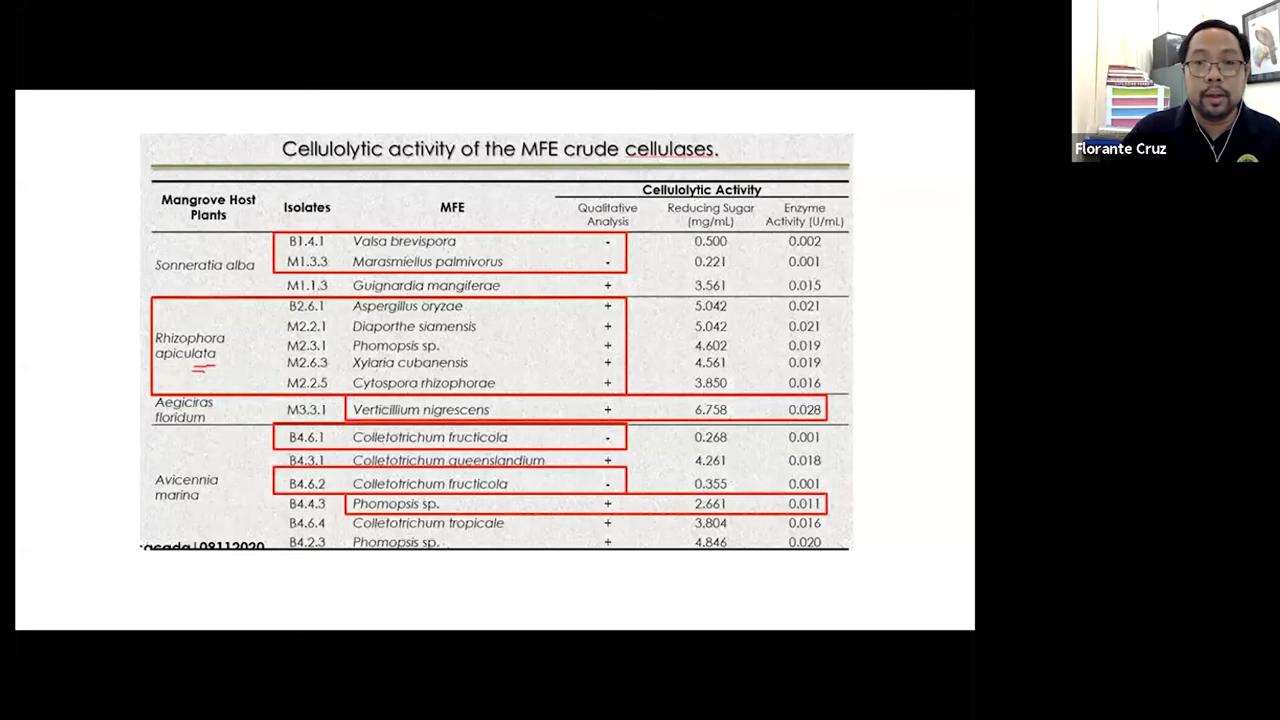 Florante Cruz
Cellulolytic activity of the MFE crude cellulases.
Mangrove Host Plants Isolates MFE Cellulolytic Activity
Qualitative Analysis Reducing Sugar (mg/mL) Enzyme Activity (U/mL)
Sonneratia alba
B1.4.1 Valsa brevispora - 0.500 0.002
M1.3.3 Marasmiellus palmivorus - 0.221 0.001
M1.1.3 Guignardia mangiferae + 3.561 0.015
Rhizophora apiculata
B2.6.1 Aspergillus oryzae + 5.042 0.021
M2.2.1 Diaporthe siamensis + 5.042 0.021
M2.3.1 Phomopsis sp. + 4.602 0.019
M2.6.3 Xylaria cubanensis + 4.561 0.019
M2.2.5 Cytospora rhizophorae + 3.850 0.016
Aegiciras floridum
M3.3.1 Verticillium nigrescens + 6.758 0.028
Avicennia marina
B4.6.1 Colletotrichum fructicola - 0.268 0.001
B4.3.1 Colletotrichum queenslandium + 4.261 0.018
B4.6.2 Colletotrichum fructicola - 0.355 0.001
B4.4.3 Phomopsis sp. + 2.661 0.011
B4.6.4 Colletotrichum tropicale + 3.804 0.016
B4.2.3 Phomopsis sp. + 4.846 0.020